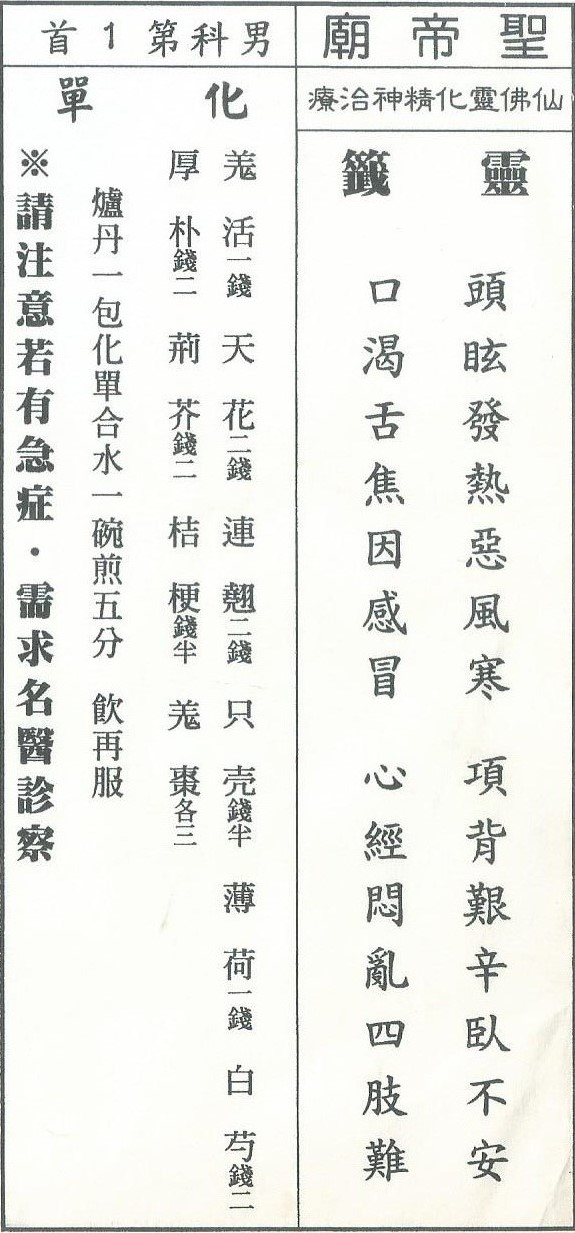 聖帝廟
仙佛靈化精神治療
靈籤
頭眩發熱惡風寒 項背艱辛臥不安
口渴舌焦因感冒 心經悶亂四肢難
男科第1首
化單
羗活一錢 天花二錢 連翹二錢 只壳錢半 薄荷一錢 白芍錢二
厚朴錢二 荊芥錢二 桔梗錢半 羗棗各三
爐丹一包化單合水一碗煎五分 飲再服
※請注意若有急症・需求名醫診察